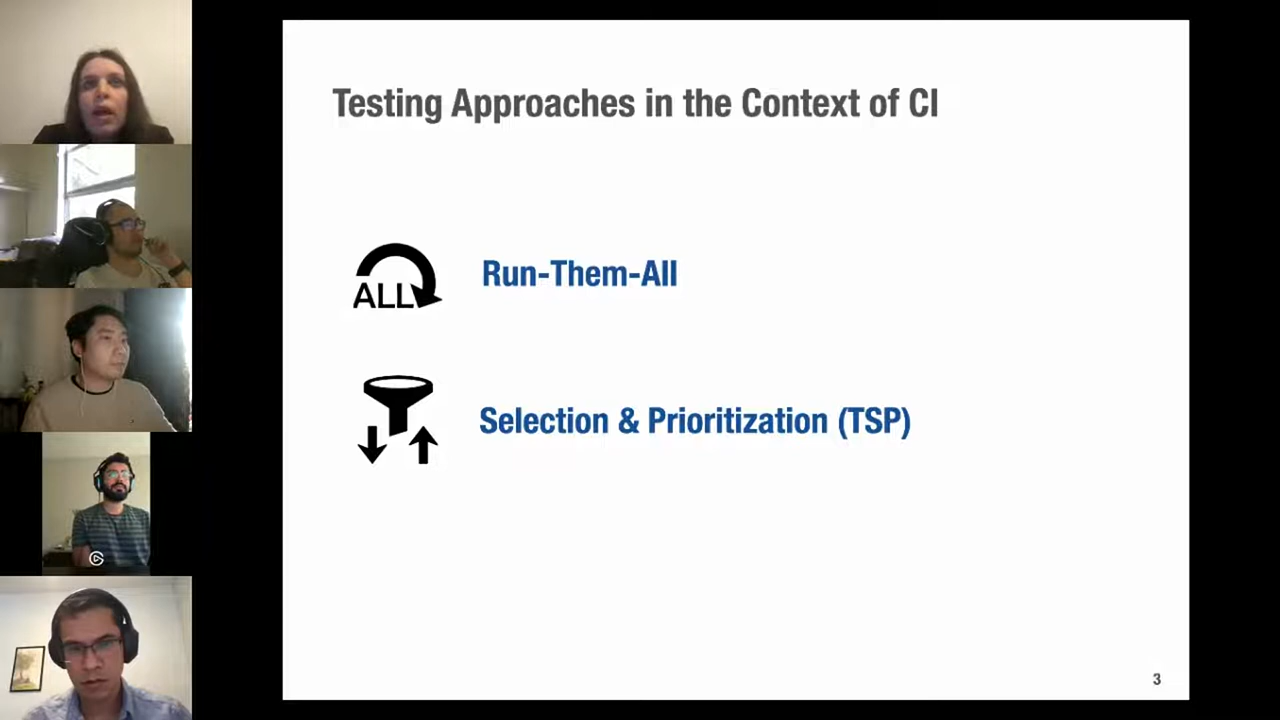 Testing Approaches in the Context of CI
ALL
Run-Them-All
Selection & Prioritization (TSP)
3